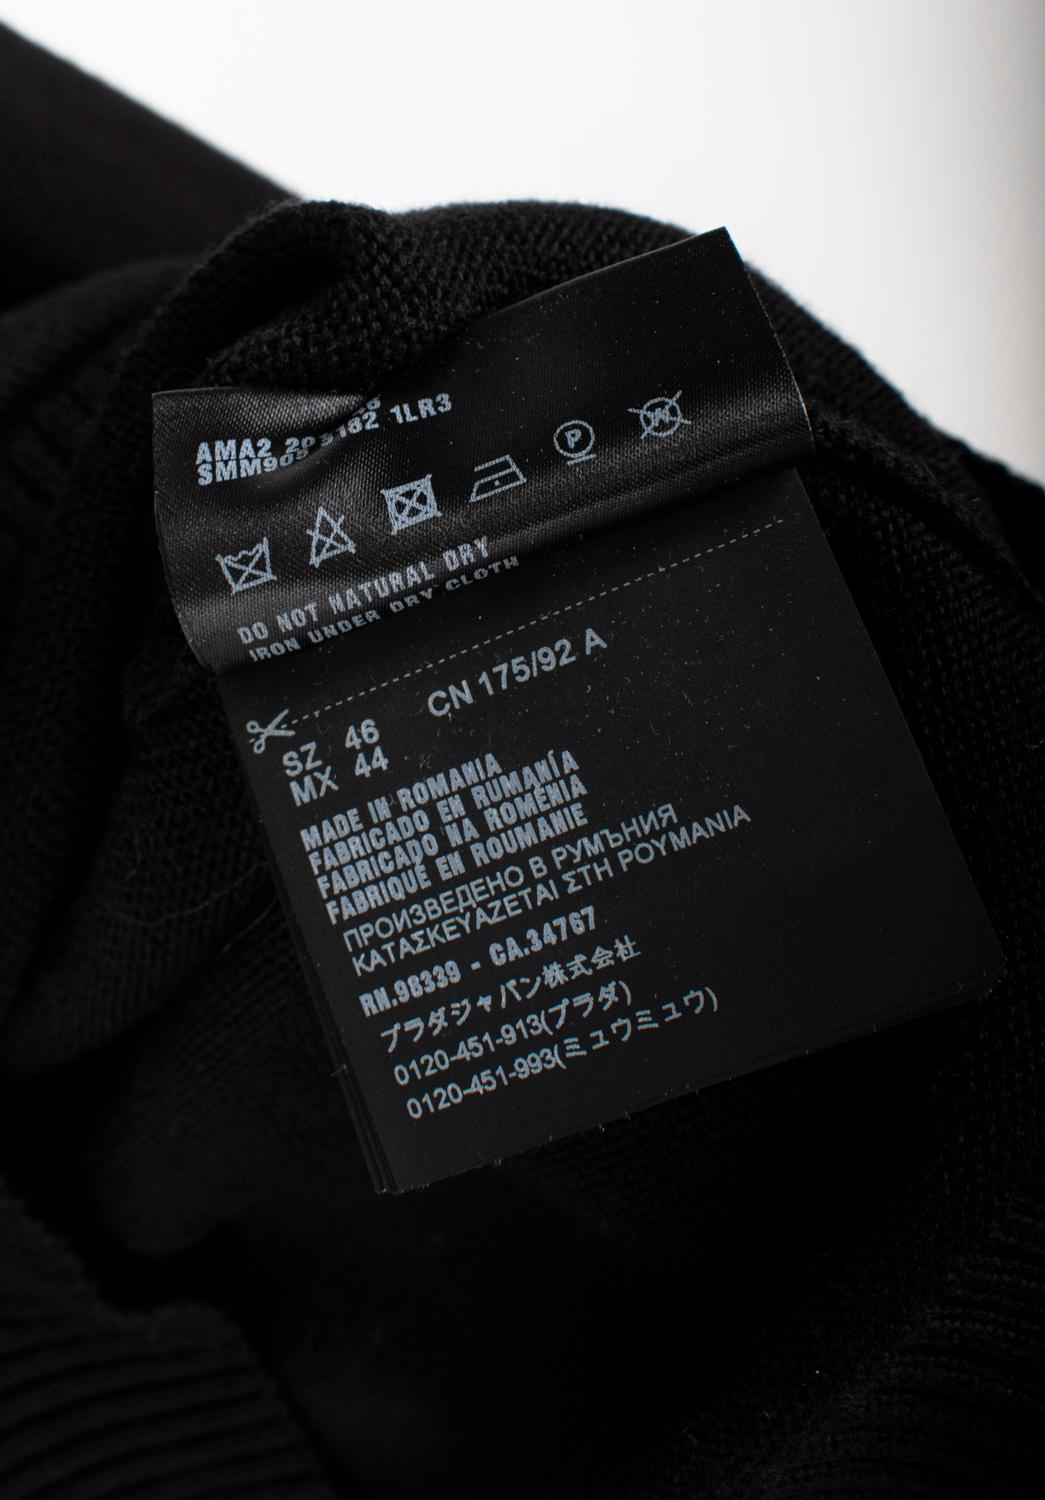 AMA2 1LR3
DO NOT NATURAL DRY
IRON UNDER DRY CLOTH
CN 175/92 A
SZ 46
MX 44
MADE IN ROMANIA
FABRICADO EN RUMANÍA
FABRICADO NA ROMÉNIA
FABRIQUÉ EN ROUMANIE
ПРОИЗВЕДЕНО В РУМЪНИЯ
ΚΑΤΑΣΚΕΥΑΖΕΤΑΙ ΣΤΗ ΡΟΥΜΑΝΙΑ
RN.98339 - CA.34767
プラダジャパン株式会社
0120-451-913(プラダ)
0120-451-993(ミュウミュウ)